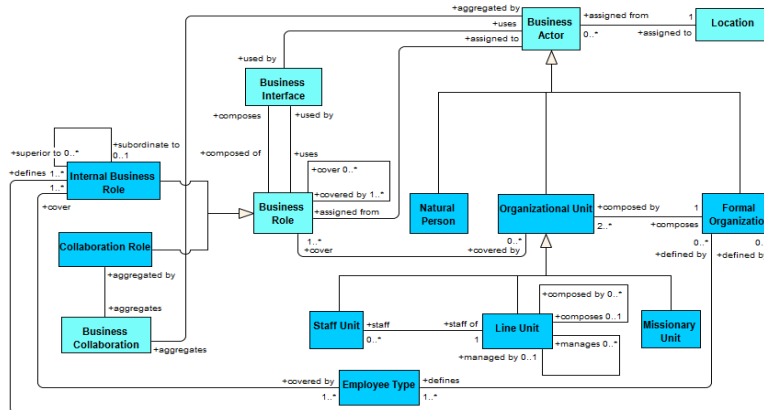 +aggregated by
+uses
+assigned to
Business
Actor
+assigned from
0..*
1
+assigned to
Location
+used by
Business
Interface
+composes
+used by
+composed of
+uses
+superior to 0..*
+subordinate to
0..1
+defines
1..*
1..*
+cover
Internal Business
Role
+cover 0..*
+covered by 1..*
+assigned from
Business
Role
1..*
+cover
Natural
Person
Organizational Unit
0..*
+covered by
+composed by
2..*
1
+composes
Formal
Organization
0..*
+defined by
0..
+defined by
Collaboration Role
+aggregated by
+aggregates
Business
Collaboration
+aggregates
Staff Unit
+staff
0..*
+staff of
1
Line Unit
+composed by 0..*
+composes 0..1
+manages 0..*
+managed by 0..1
Missionary
Unit
+covered by
1..*
Employee Type
+defines
1..*